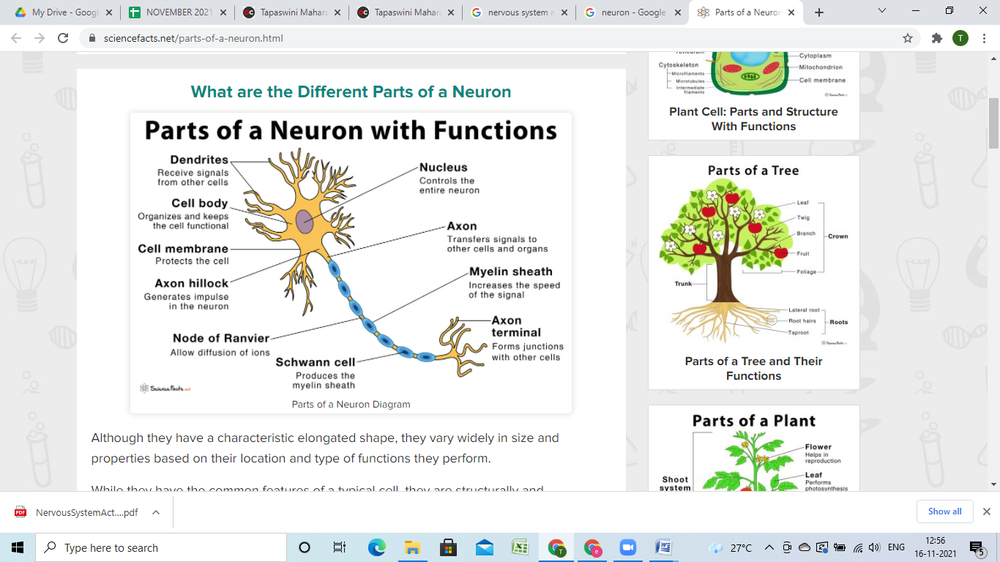 My Drive - Googl
NOVEMBER 2021
Tapaswini Mahara
Tapaswini Mahara
nervous system n
neuron - Google
Parts of a Neuron
sciencefacts.net/parts-of-a-neuron.html
T
What are the Different Parts of a Neuron
Parts of a Neuron with Functions
Dendrites
Receive signals
from other cells
Cell body
Organizes and keeps
the cell functional
Cell membrane
Protects the cell
Axon hillock
Generates impulse
in the neuron
Node of Ranvier
Allow diffusion of ions
Schwann cell
Produces the
myelin sheath
Nucleus
Controls the
entire neuron
Axon
Transfers signals to
other cells and organs
Myelin sheath
Increases the speed
of the signal
Axon
terminal
Forms junctions
with other cells
ScienceFacts.net
Parts of a Neuron Diagram
Although they have a characteristic elongated shape, they vary widely in size and
properties based on their location and type of functions they perform.
While they have the common features of a typical cell, they are structurally and
Cytoskeleton
Microfilaments
Microtubules
Intermediate
filaments
Cytoplasm
Mitochondrion
Cell membrane
Plant Cell: Parts and Structure
With Functions
Parts of a Tree
Leaf
Twig
Branch
Crown
Fruit
Foliage
Trunk
Lateral root
Root hairs
Roots
Taproot
Parts of a Tree and Their
Functions
Parts of a Plant
Flower
Helps in
reproduction
Leaf
Performs
photosynthesis
Shoot
system
PDF
NervousSystemAct....pdf
Show all
Type here to search
27°C
ENG
12:56
16-11-2021
5